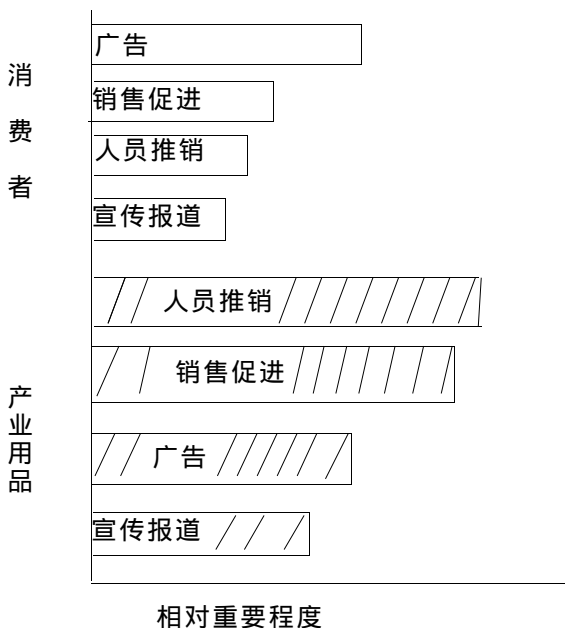 消费者
广告
销售促进
人员推销
宣传报道
产业用品
人员推销
销售促进
广告
宣传报道
相对重要程度